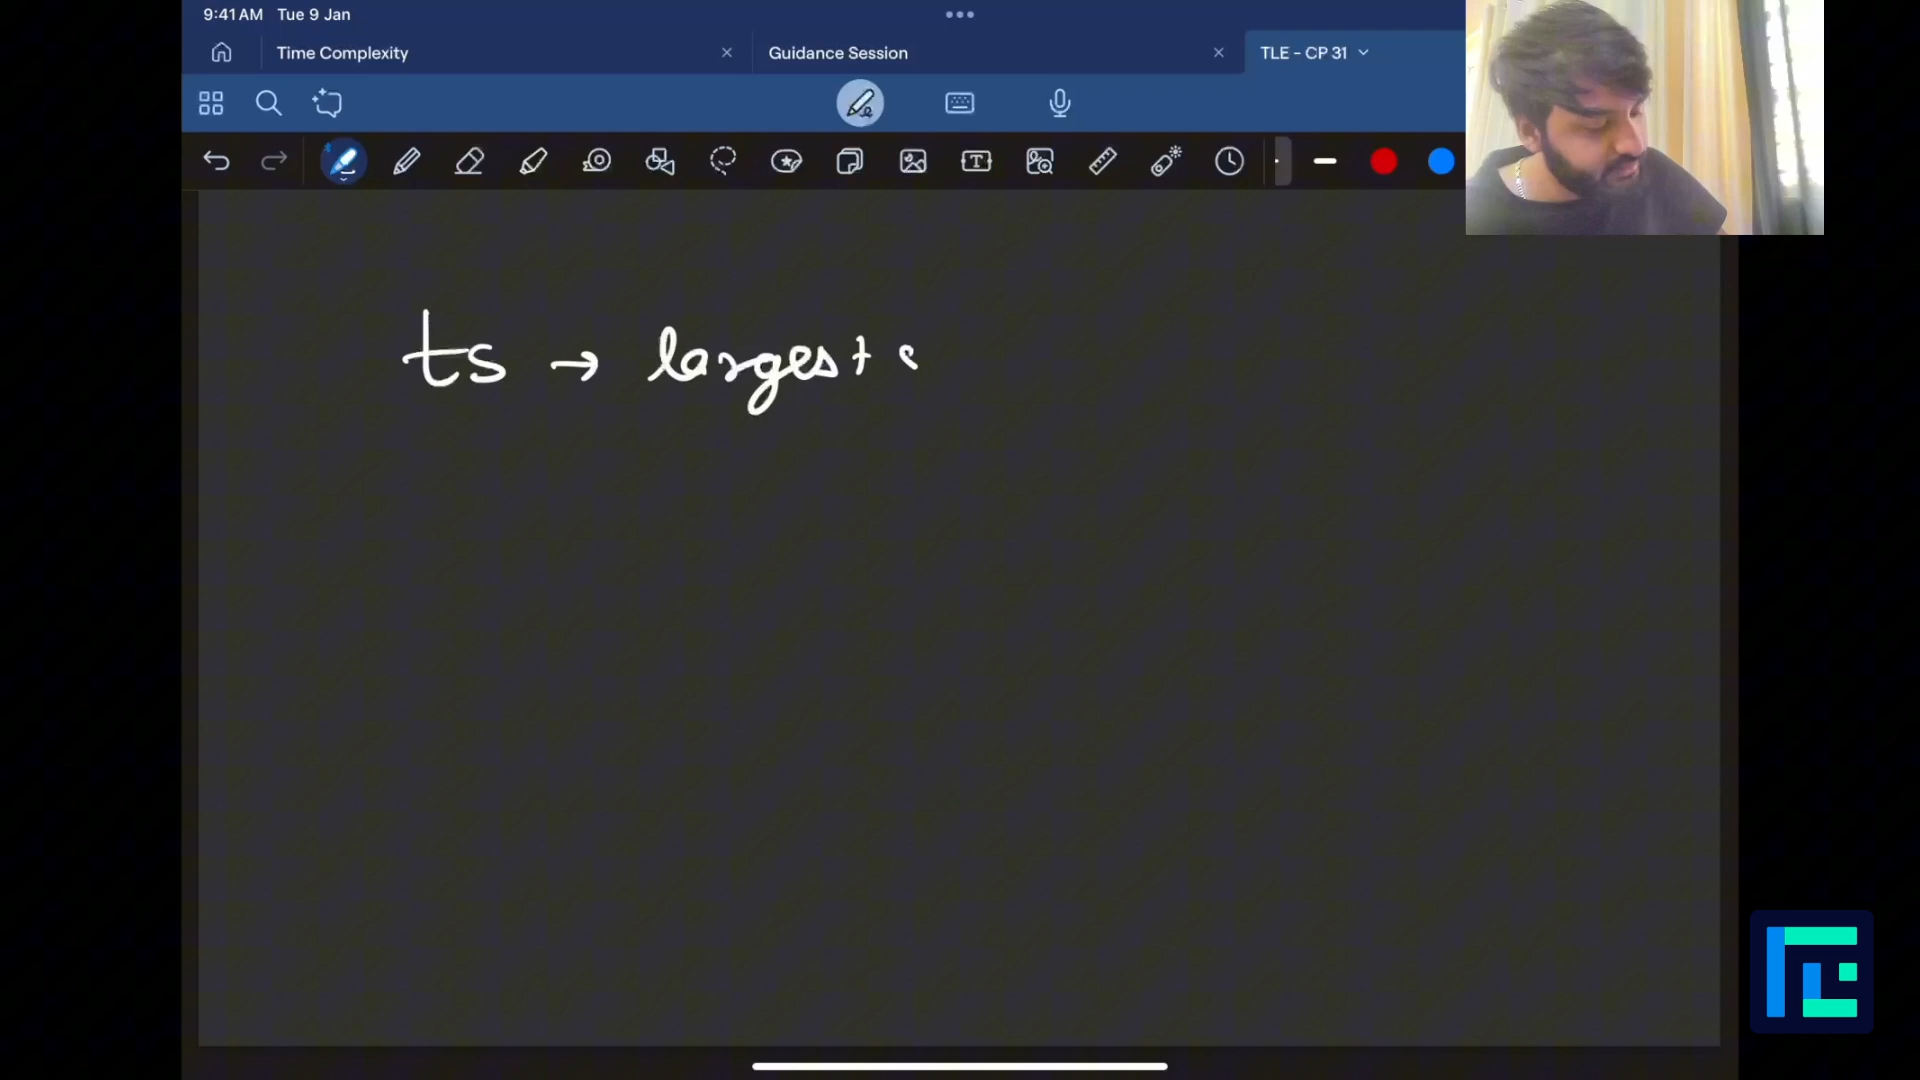 9:41 AM Tue 9 Jan
Time Complexity Guidance Session TLE - CP 31
ts → largest